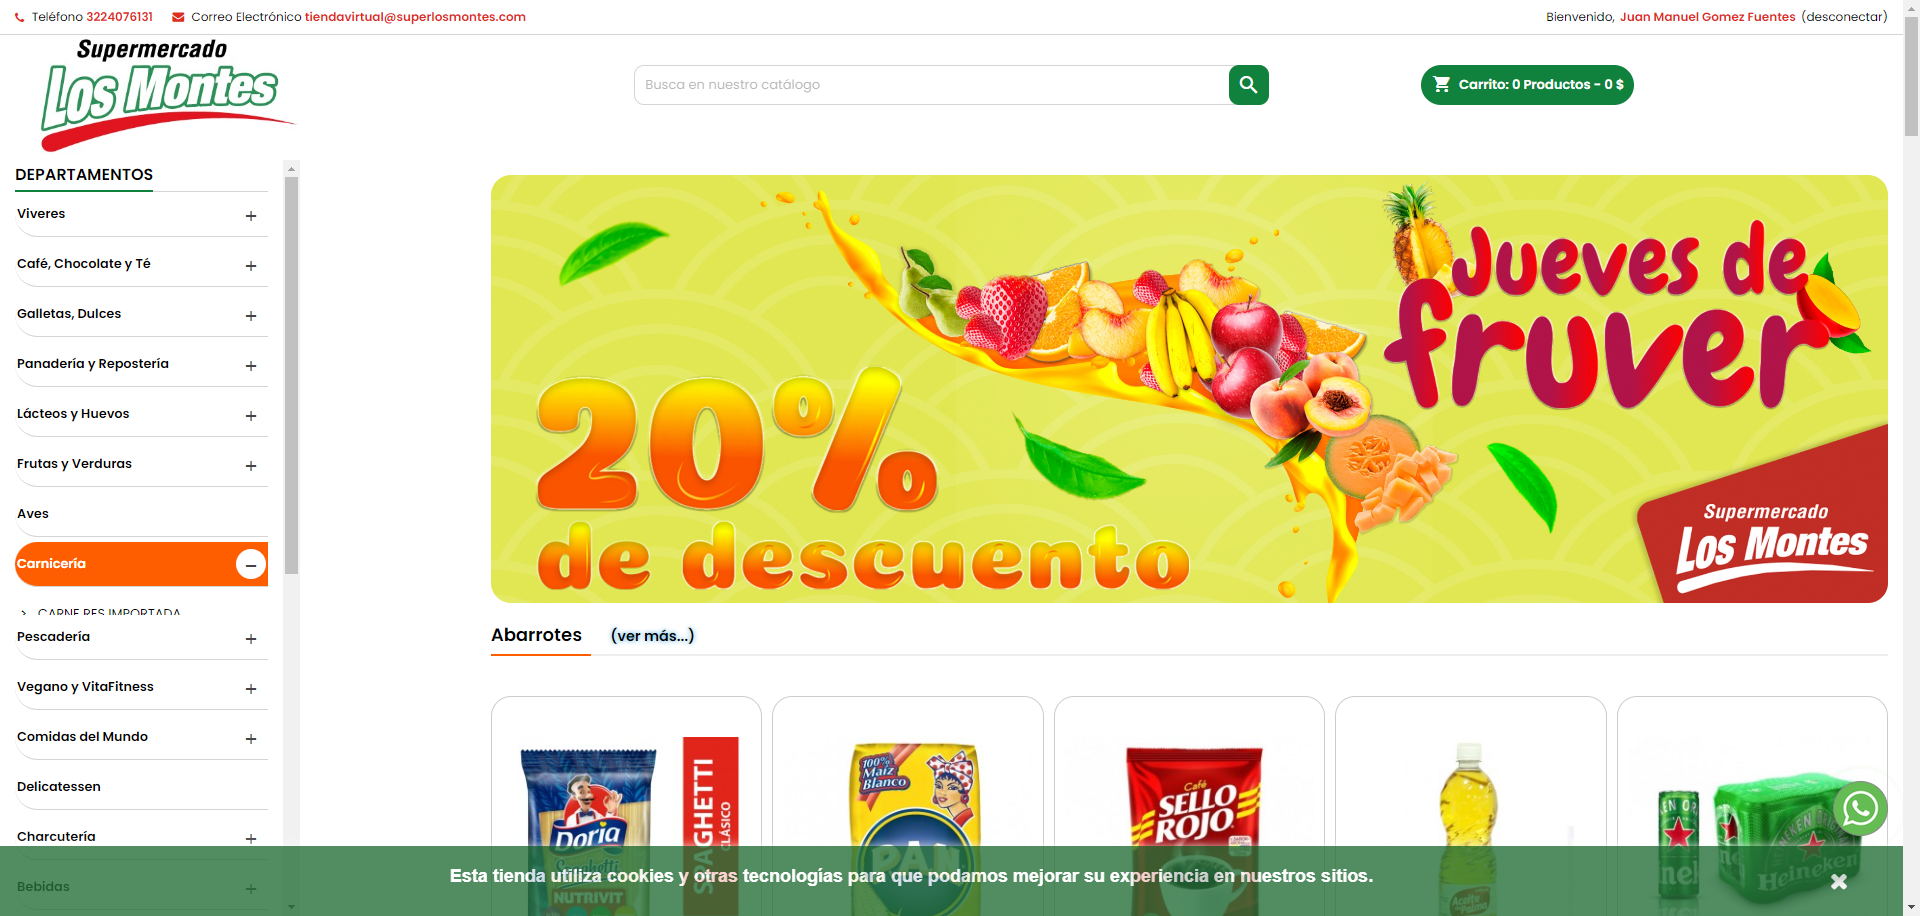 Teléfono 3224076131 Correo Electrónico tiendavirtual@superlosmontes.com
Bienvenido, Juan Manuel Gomez Fuentes (desconectar)
Supermercado
Los Montes
Busca en nuestro catálogo
Carrito: 0 Productos - 0 $
DEPARTAMENTOS
Viveres
Café, Chocolate y Té
Galletas, Dulces
Panadería y Repostería
Lácteos y Huevos
Frutas y Verduras
Aves
Carnicería
CARNE RES IMPORTADA
Pescadería
Vegano y VitaFitness
Comidas del Mundo
Delicatessen
Charcutería
Bebidas
Jueves de
fruver
20%
de descuento
Supermercado
Los Montes
Abarrotes (ver más...)
Doria
Spaghetti
NUTRIVIT
SPAGHETTI
CLÁSICO
100%
Maíz
Blanco
PAN
Café
SELLO
ROJO
Aceite
de Palma
Heineken
Esta tienda utiliza cookies y otras tecnologías para que podamos mejorar su experiencia en nuestros sitios.